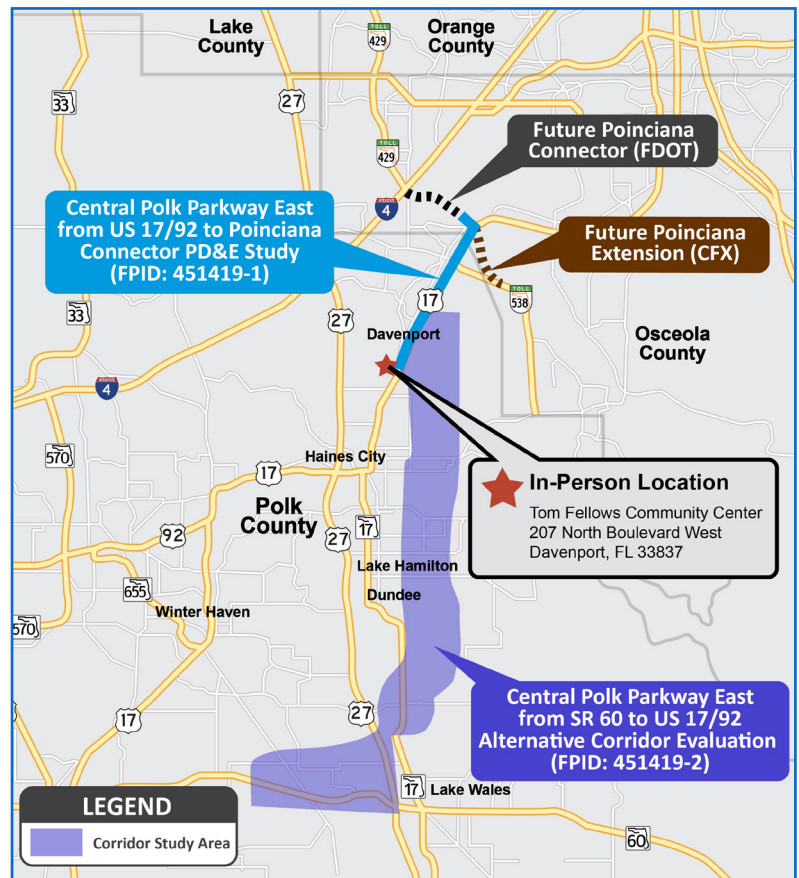 Lake
County
TOLL
429
Orange
County
33
27
TOLL
429
Future Poinciana
Connector (FDOT)
4
Central Polk Parkway East
from US 17/92 to Poinciana
Connector PD&E Study
(FPID: 451419-1)
Future Poinciana
Extension (CFX)
17
TOLL
538
33
27
Davenport
Osceola
County
4
570
Haines City
17
In-Person Location
Tom Fellows Community Center
207 North Boulevard West
Davenport, FL 33837
Polk
County
17
92
27
Lake Hamilton
655
Dundee
Winter Haven
570
Central Polk Parkway East
from SR 60 to US 17/92
Alternative Corridor Evaluation
(FPID: 451419-2)
27
17
17
Lake Wales
LEGEND
Corridor Study Area
60